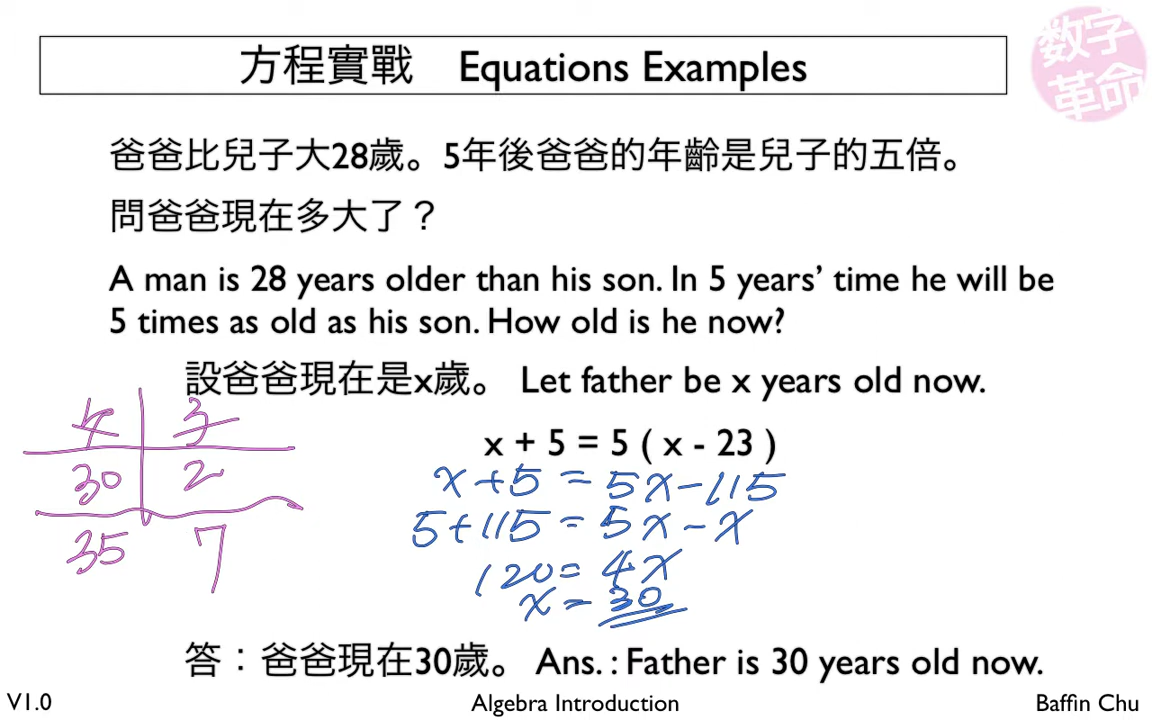 方程實戰 Equations Examples
数字
革命
爸爸比兒子大28歲。5年後爸爸的年齡是兒子的五倍。
問爸爸現在多大了？
A man is 28 years older than his son. In 5 years’ time he will be
5 times as old as his son. How old is he now?
設爸爸現在是x歲。 Let father be x years old now.
x + 5 = 5 ( x - 23 )
x + 5 = 5x - 115
5 + 115 = 5x - x
120 = 4x
x = 30
子
30 2
35 7
答：爸爸現在30歲。 Ans. : Father is 30 years old now.
V1.0 Algebra Introduction Baffin Chu